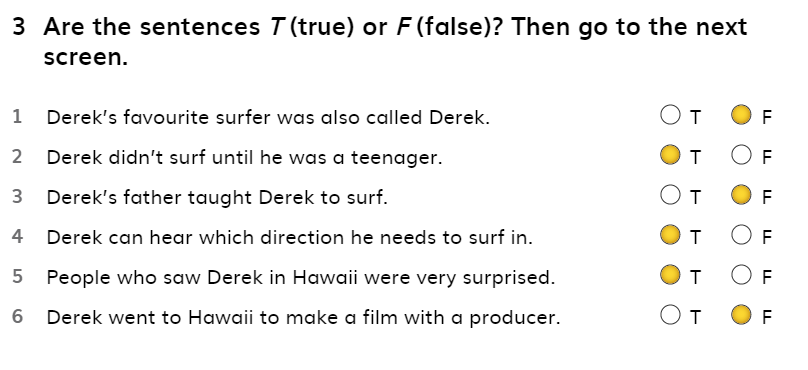 3 Are the sentences T (true) or F (false)? Then go to the next
screen.
1 Derek's favourite surfer was also called Derek. T F
2 Derek didn't surf until he was a teenager. T F
3 Derek's father taught Derek to surf. T F
4 Derek can hear which direction he needs to surf in. T F
5 People who saw Derek in Hawaii were very surprised. T F
6 Derek went to Hawaii to make a film with a producer. T F